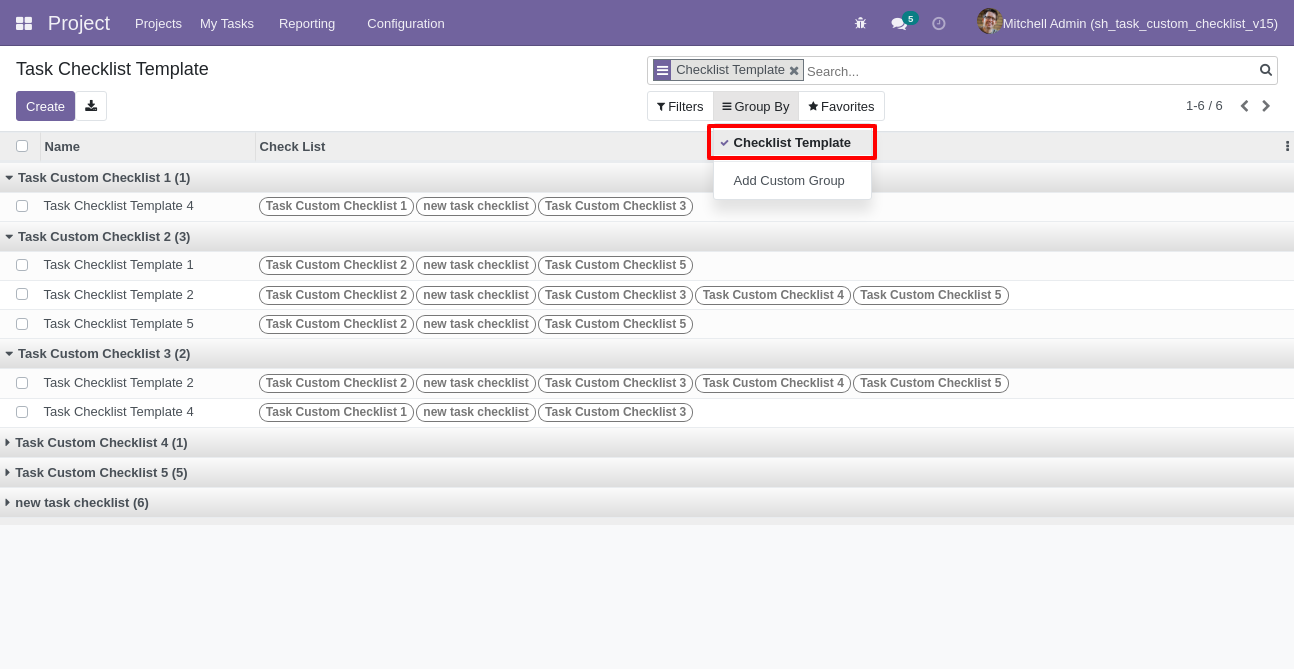 Project Projects My Tasks Reporting Configuration 5 Mitchell Admin (sh_task_custom_checklist_v15)
Task Checklist Template Checklist Template Search...
Create Filters Group By Favorites 1-6 / 6
Checklist Template
Name Check List
Add Custom Group
Task Custom Checklist 1 (1)
Task Checklist Template 4 Task Custom Checklist 1 new task checklist Task Custom Checklist 3
Task Custom Checklist 2 (3)
Task Checklist Template 1 Task Custom Checklist 2 new task checklist Task Custom Checklist 5
Task Checklist Template 2 Task Custom Checklist 2 new task checklist Task Custom Checklist 3 Task Custom Checklist 4 Task Custom Checklist 5
Task Checklist Template 5 Task Custom Checklist 2 new task checklist Task Custom Checklist 5
Task Custom Checklist 3 (2)
Task Checklist Template 2 Task Custom Checklist 2 new task checklist Task Custom Checklist 3 Task Custom Checklist 4 Task Custom Checklist 5
Task Checklist Template 4 Task Custom Checklist 1 new task checklist Task Custom Checklist 3
Task Custom Checklist 4 (1)
Task Custom Checklist 5 (5)
new task checklist (6)